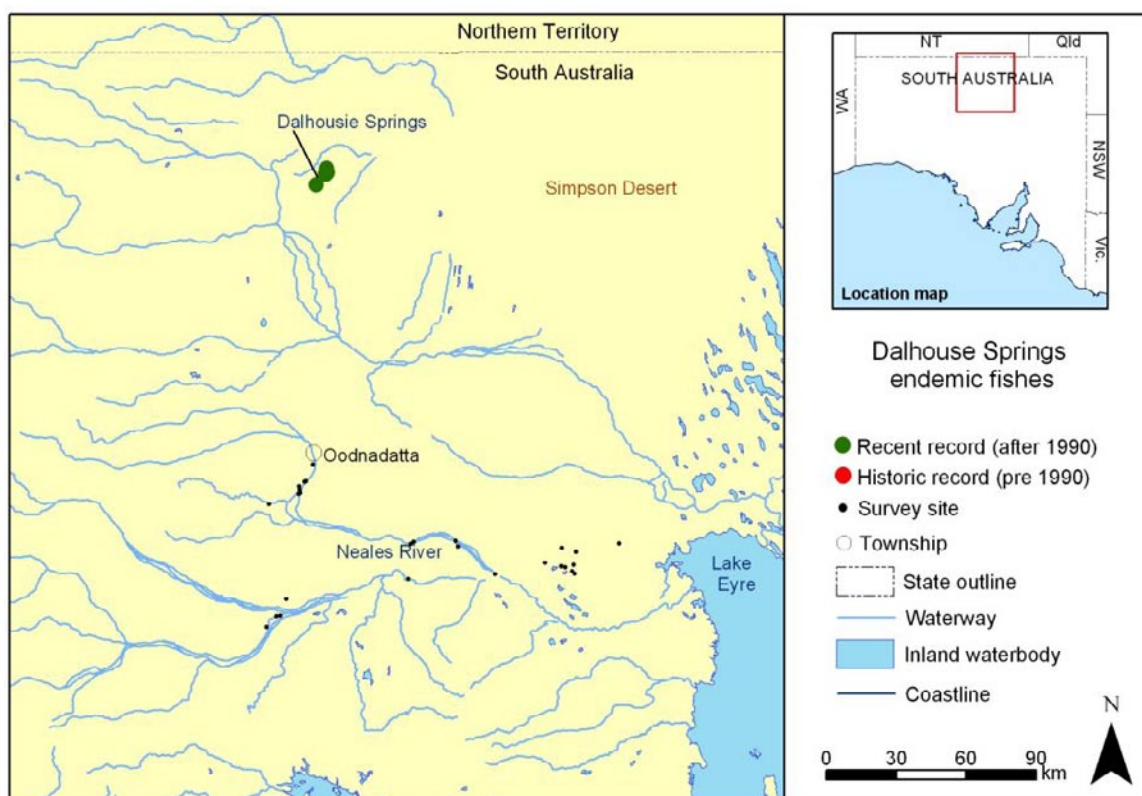 Northern Territory
South Australia
Dalhousie Springs
Simpson Desert
Oodnadatta
Neales River
Lake
Eyre
NT
Qld
SOUTH AUSTRALIA
WA
NSW
Vic.
Location map
Dalhouse Springs
endemic fishes
Recent record (after 1990)
Historic record (pre 1990)
Survey site
Township
State outline
Waterway
Inland waterbody
Coastline
N
0 30 60 90
km